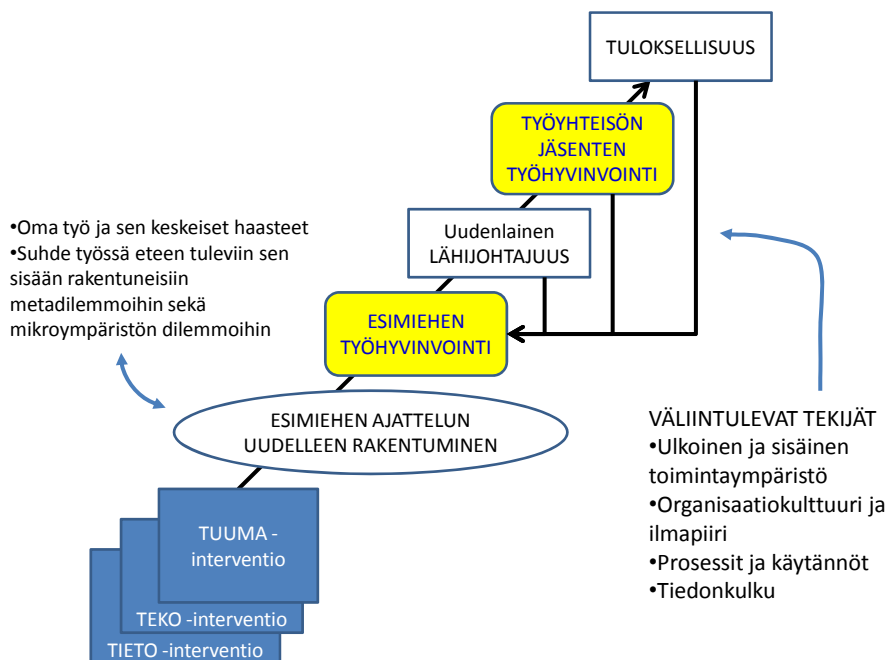 TULOKSELLISUUS
TYÖYHTEISÖN
JÄSENTEN
TYÖHYVINVOINTI
•Oma työ ja sen keskeiset haasteet
•Suhde työssä eteen tuleviin sen
sisään rakentuneisiin
metadilemmoihin sekä
mikroympäristön dilemmoihin
Uudenlainen
LÄHIJOHTAJUUS
ESIMIEHEN
TYÖHYVINVOINTI
ESIMIEHEN AJATTELUN
UUDELLEEN RAKENTUMINEN
VÄLIINTULEVAT TEKIJÄT
•Ulkoinen ja sisäinen
toimintaympäristö
•Organisaatiokulttuuri ja
ilmapiiri
•Prosessit ja käytännöt
•Tiedonkulku
TUUMA -
interventio
TEKO -interventio
TIETO -interventio